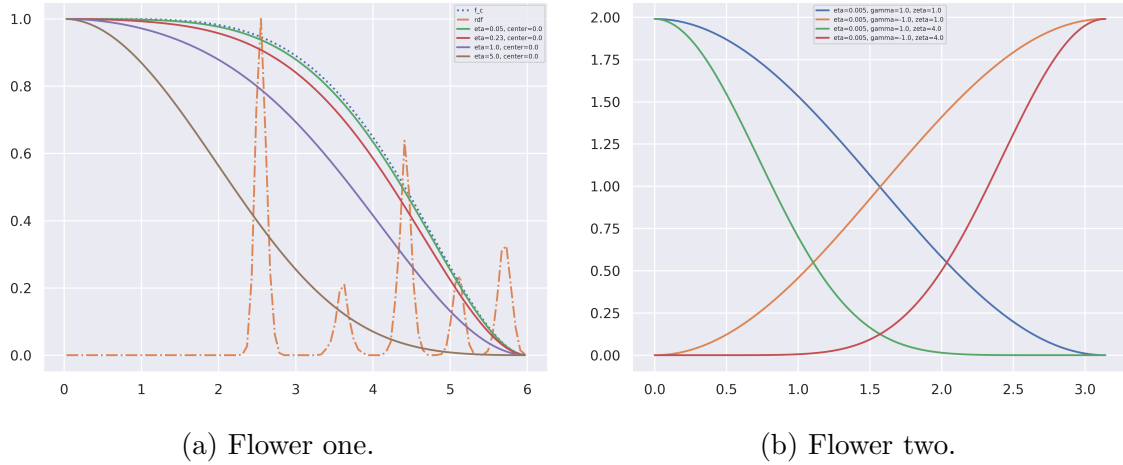 1.0
0.8
0.6
0.4
0.2
0.0
0 1 2 3 4 5 6
f_c
rdf
eta=0.05, center=0.0
eta=0.23, center=0.0
eta=1.0, center=0.0
eta=5.0, center=0.0
(a) Flower one.
2.00
1.75
1.50
1.25
1.00
0.75
0.50
0.25
0.00
0.0 0.5 1.0 1.5 2.0 2.5 3.0
eta=0.005, gamma=1.0, zeta=1.0
eta=0.005, gamma=-1.0, zeta=1.0
eta=0.005, gamma=1.0, zeta=4.0
eta=0.005, gamma=-1.0, zeta=4.0
(b) Flower two.